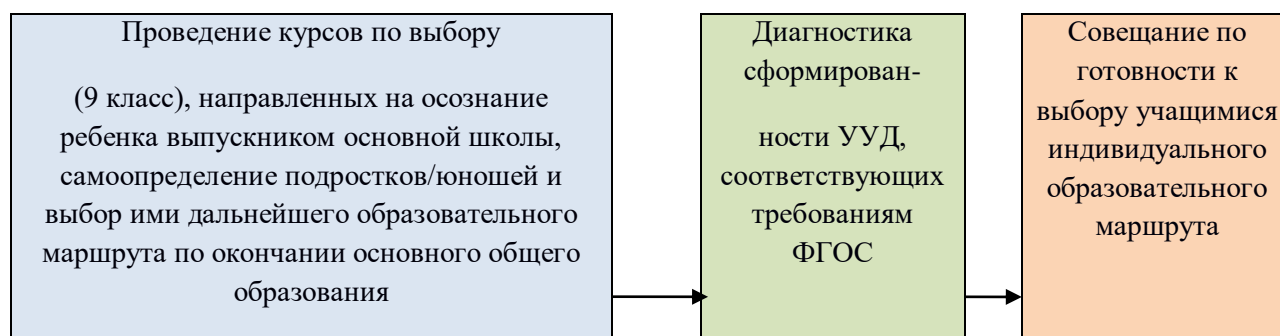 Проведение курсов по выбору
(9 класс), направленных на осознание
ребенка выпускником основной школы,
самоопределение подростков/юношей и
выбор ими дальнейшего образовательного
маршрута по окончании основного общего
образования
Диагностика
сформирован-
ности УУД,
соответствующих
требованиям
ФГОС
Совещание по
готовности к
выбору учащимися
индивидуального
образовательного
маршрута